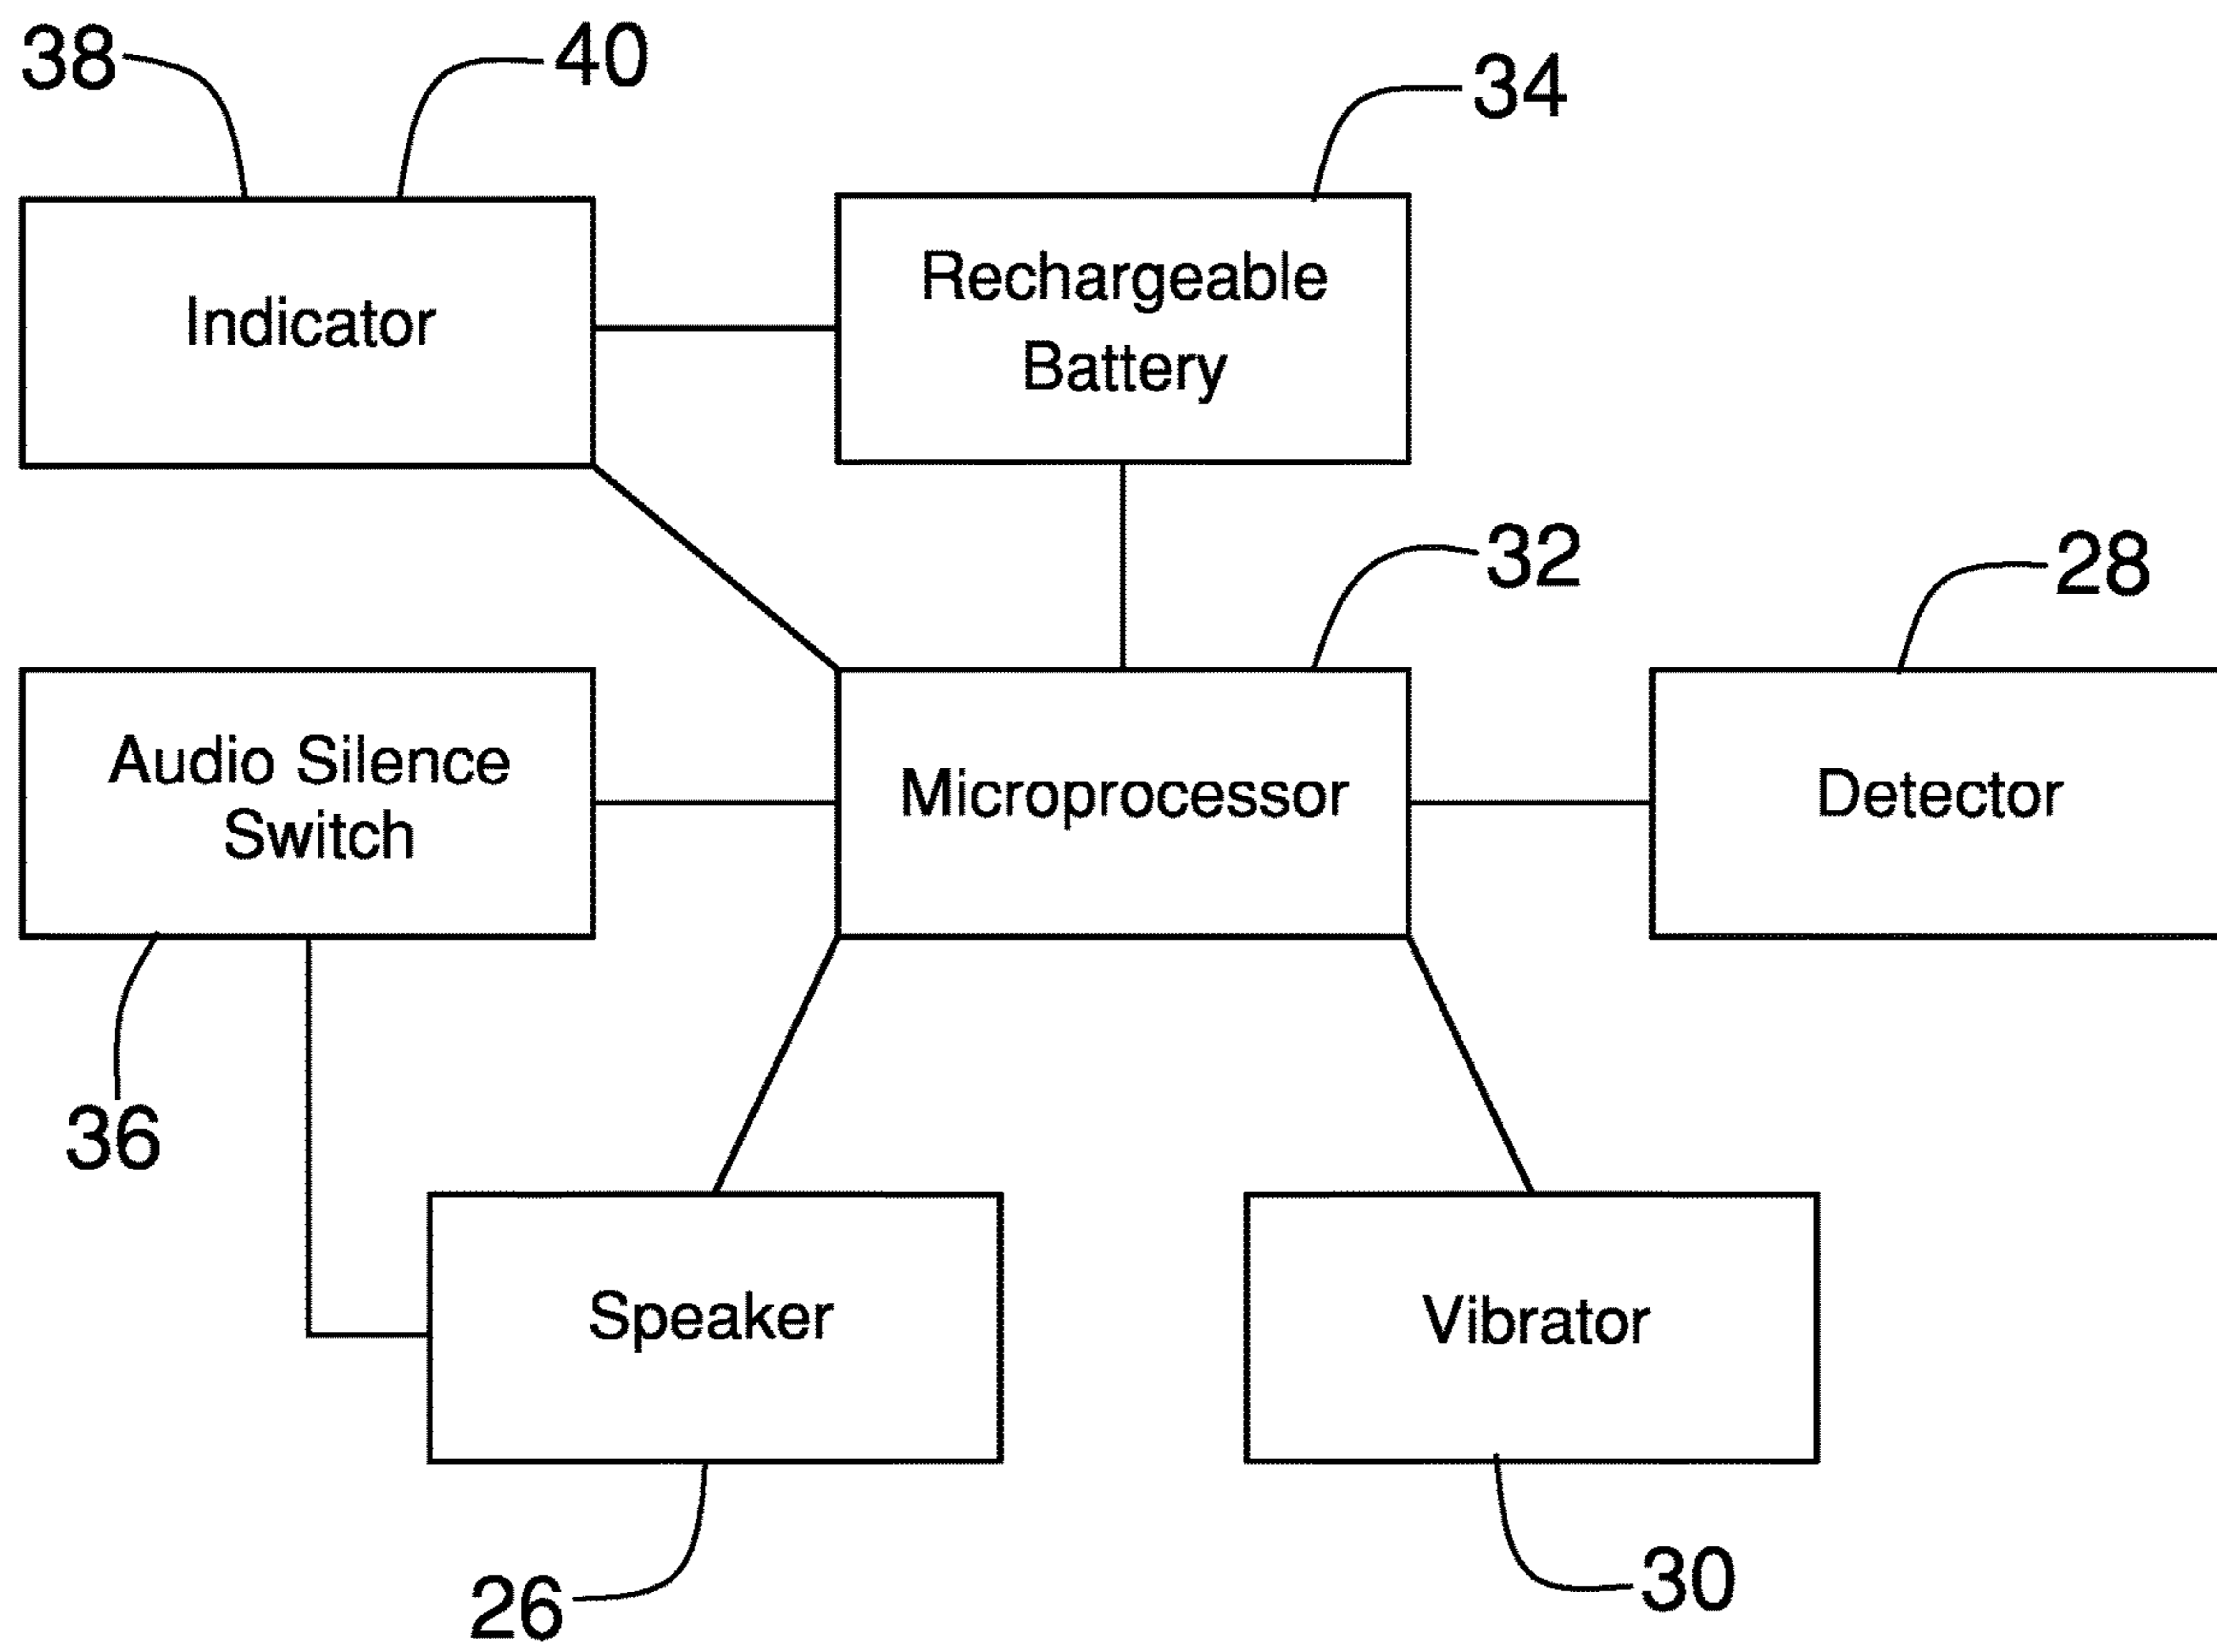 38
40
34
Indicator
Rechargeable
Battery
32
28
Audio Silence
Switch
Microprocessor
Detector
36
Speaker
Vibrator
26
30